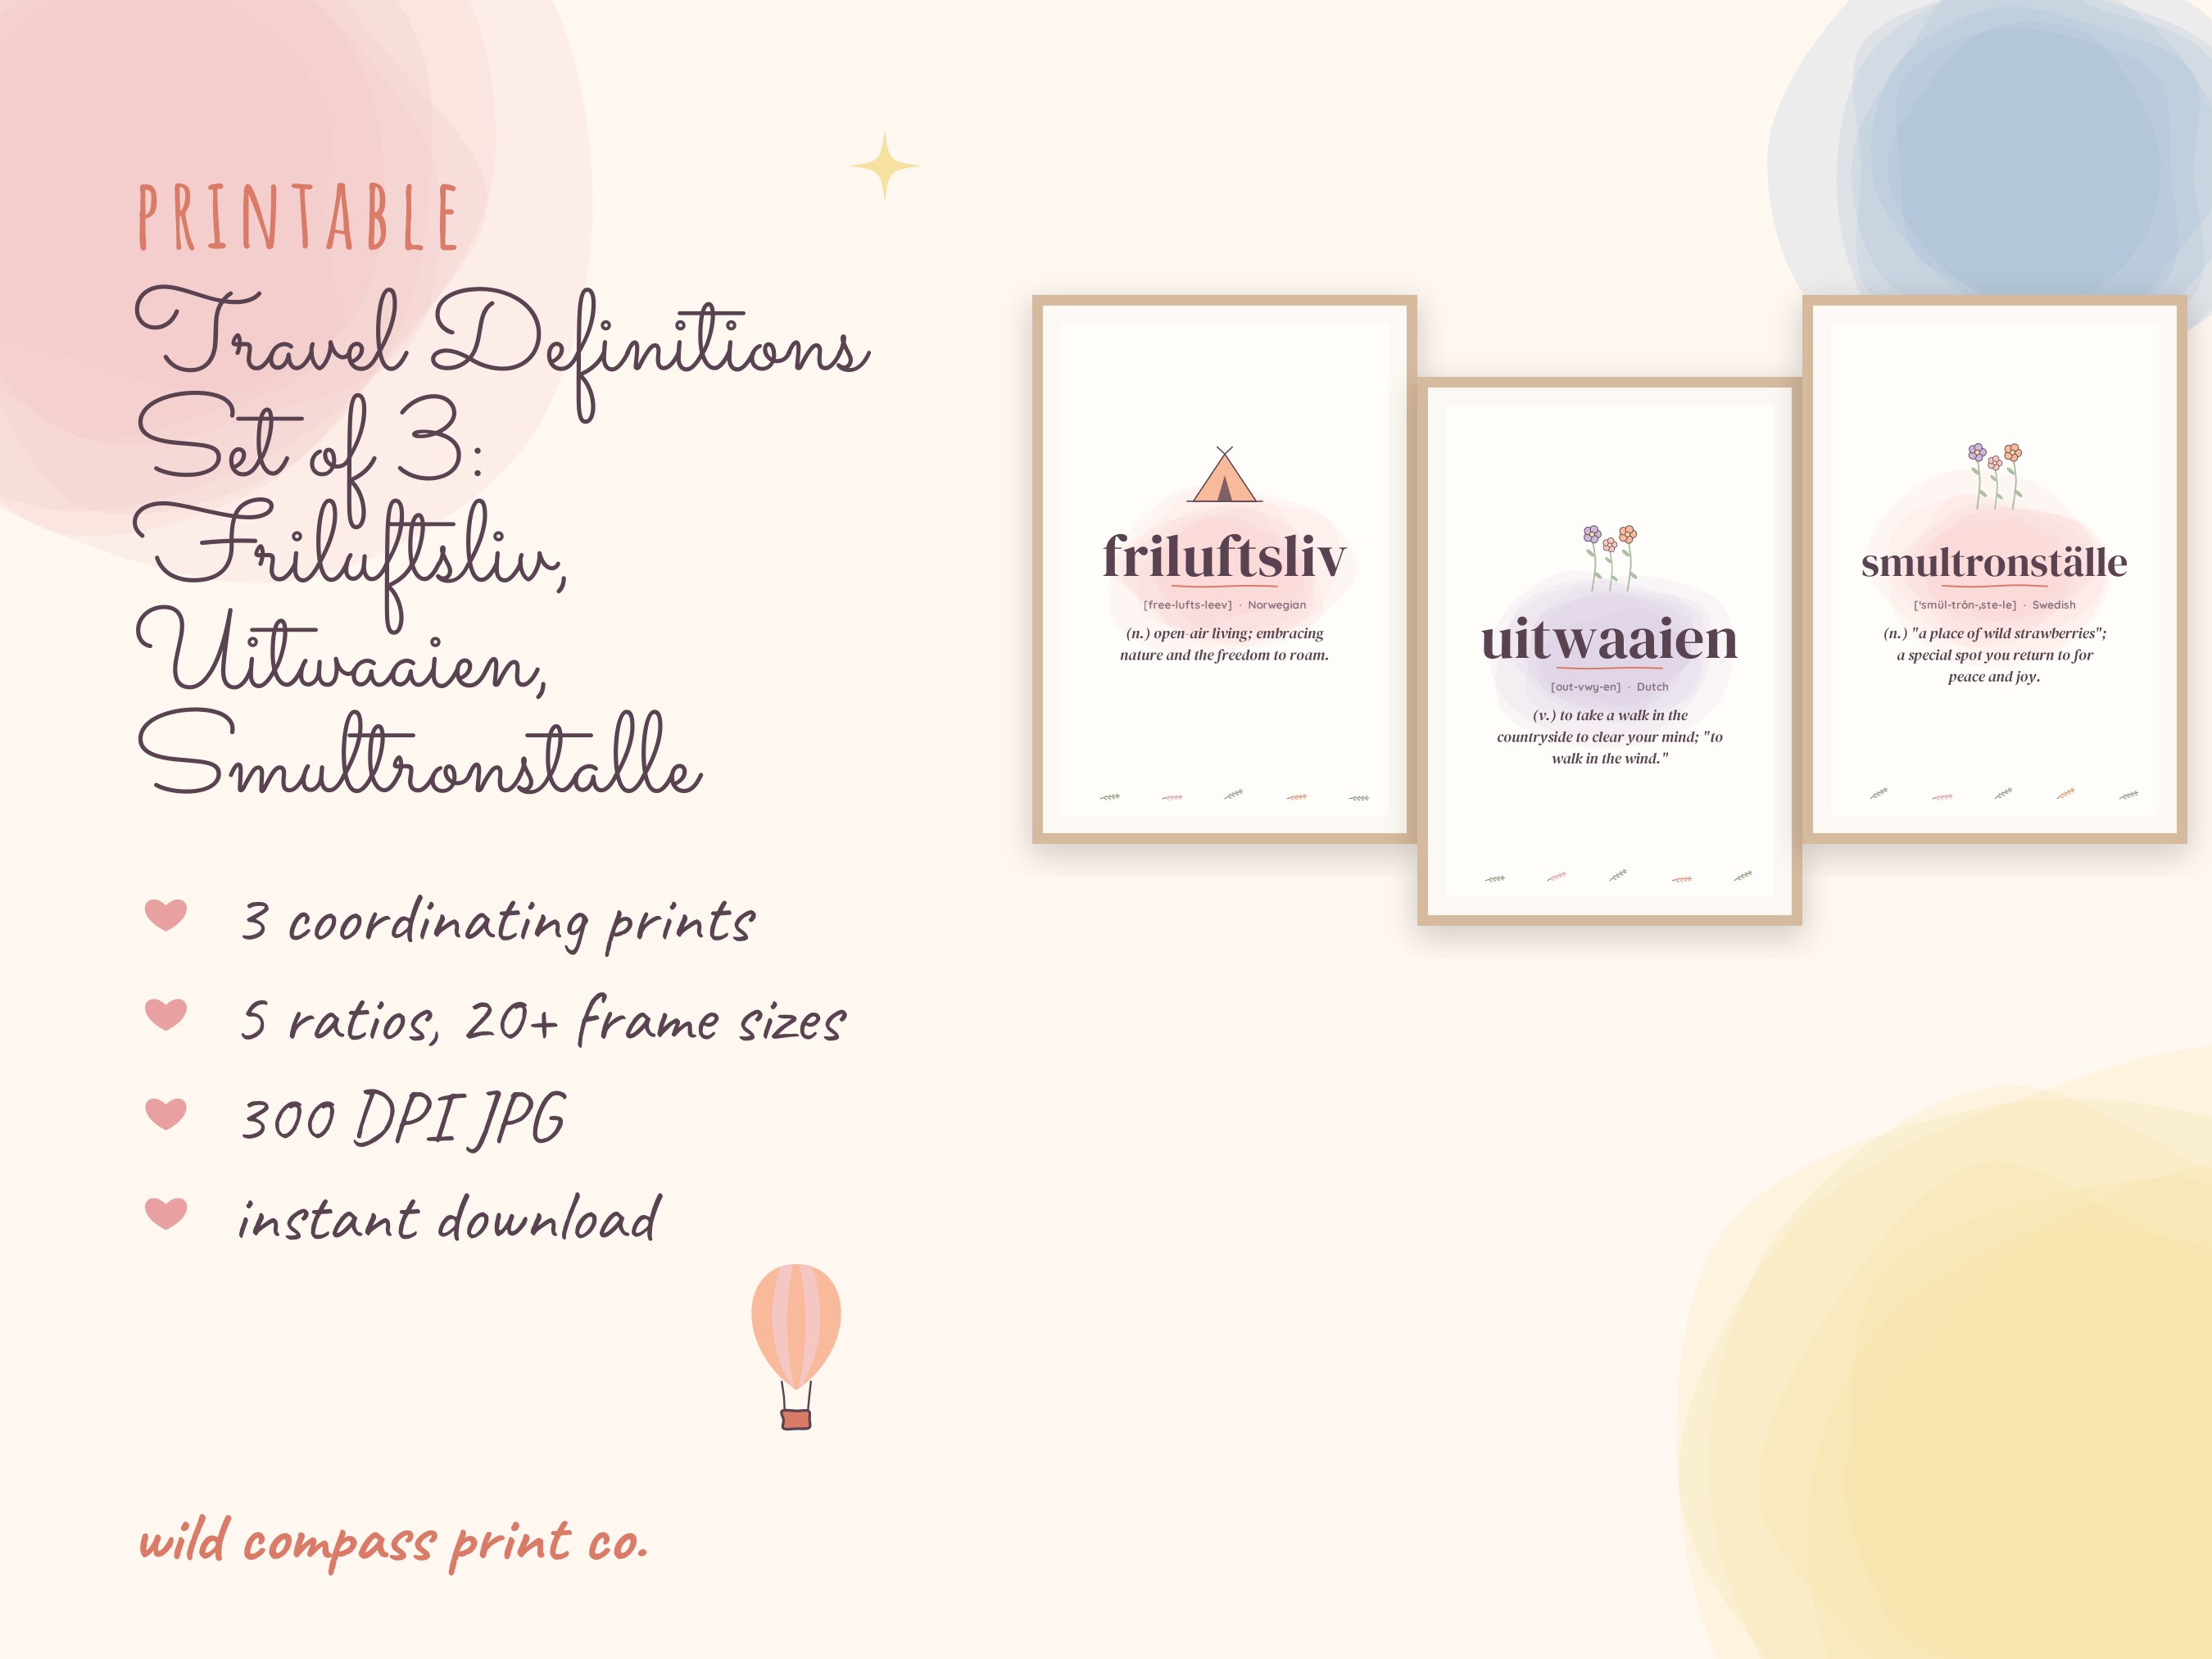 PRINTABLE
Travel Definitions
Set of 3:
Friluftsliv,
Uitwaaien,
Smultronstalle
3 coordinating prints
5 ratios, 20+ frame sizes
300 DPI JPG
instant download
wild compass print co.
friluftsliv
[free-lufts-leev] · Norwegian
(n.) open-air living; embracing
nature and the freedom to roam.
uitwaaien
[out-vwy-en] · Dutch
(v.) to take a walk in the
countryside to clear your mind; "to
walk in the wind."
smultronställe
[ˈsmül-trôn-ˌste-le] · Swedish
(n.) "a place of wild strawberries";
a special spot you return to for
peace and joy.